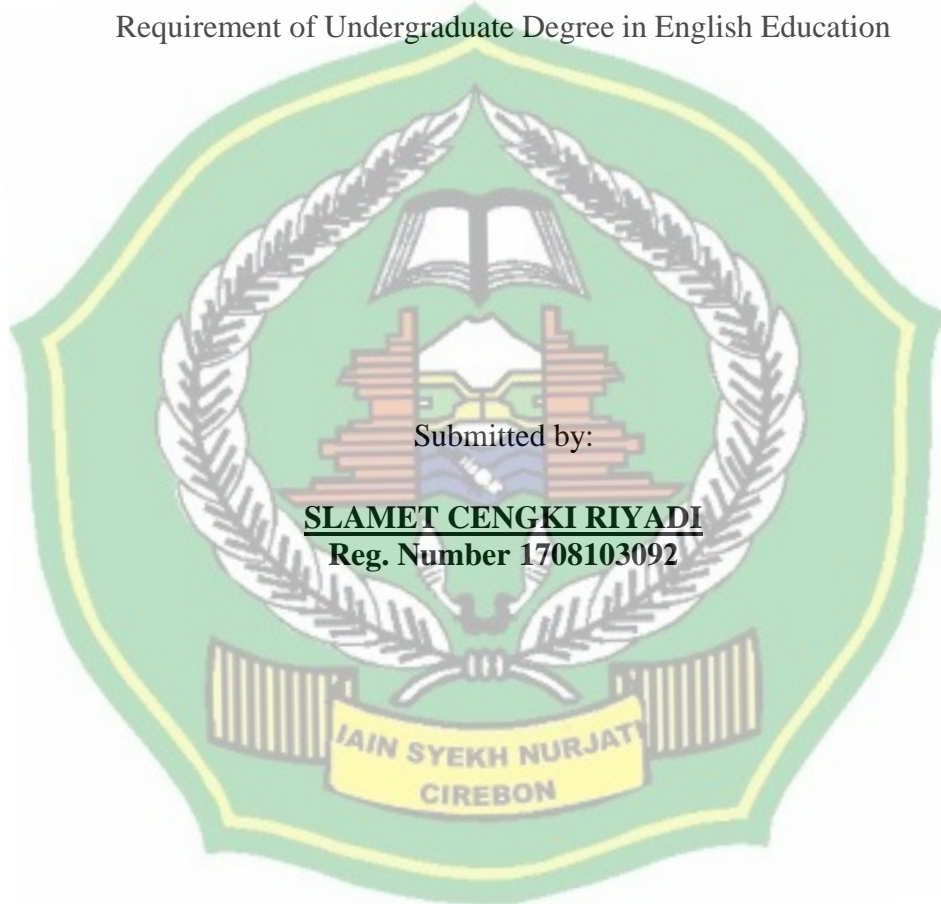 Requirement of Undergraduate Degree in English Education
Submitted by:
SLAMET CENGKI RIYADI
Reg. Number 1708103092
IAIN SYEKH NURJATI
CIREBON